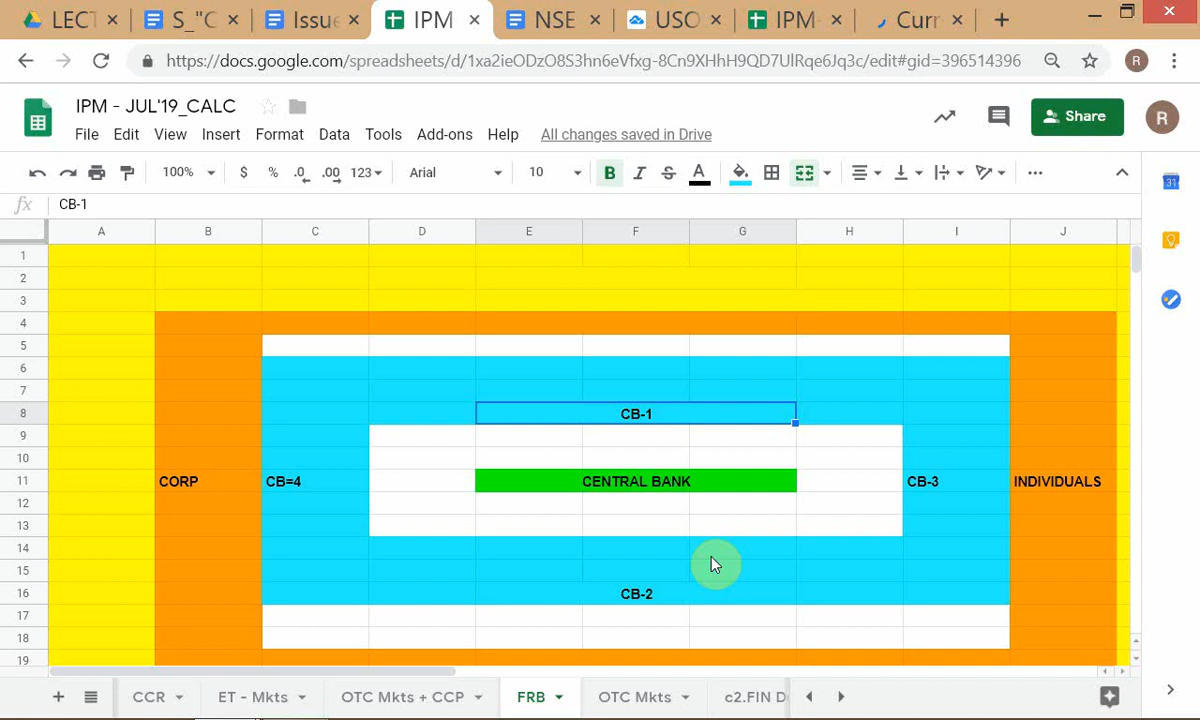 LECT
S_"C
Issue
IPM
NSE
USO
IPM-
Curr
https://docs.google.com/spreadsheets/d/1xa2ieODzO8S3hn6eVfxg-8Cn9XHhH9QD7UlRqe6Jq3c/edit#gid=396514396
R
IPM - JUL'19_CALC
File Edit View Insert Format Data Tools Add-ons Help All changes saved in Drive
Share
R
100% $ % .0 .00 123 Arial 10 B I S A
31
fx CB-1
A B C D E F G H I J
1
2
3
4
5
6
7
8 CB-1
9
10
11 CORP CB=4 CENTRAL BANK CB-3 INDIVIDUALS
12
13
14
15
16 CB-2
17
18
19
CCR ET - Mkts OTC Mkts + CCP FRB OTC Mkts c2.FIN D